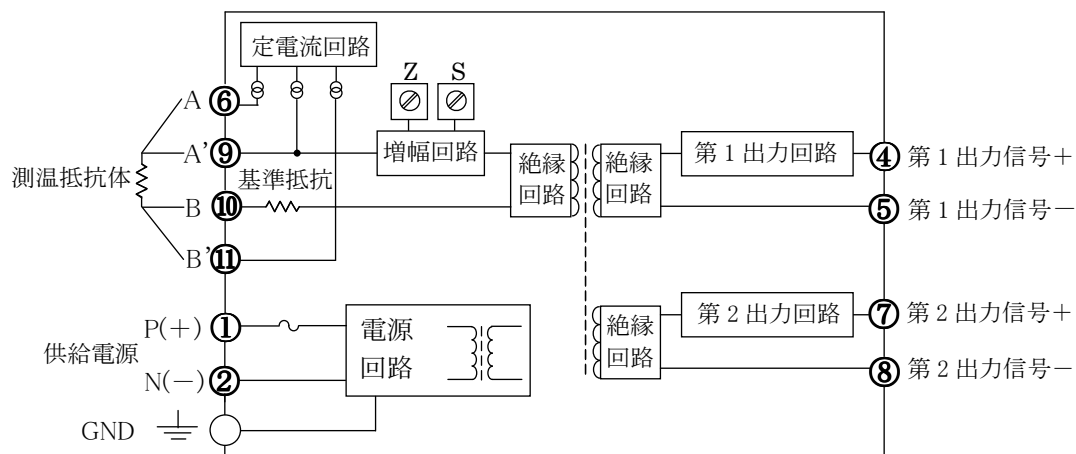 定電流回路
Z S
A ⑥
A' ⑨
増幅回路
絶縁
回路
絶縁
回路
第1出力回路
④ 第1出力信号+
測温抵抗体
基準抵抗
B ⑩
⑤ 第1出力信号-
B' ⑪
P(+) ①
供給電源
電源
回路
絶縁
回路
第2出力回路
⑦ 第2出力信号+
N(-) ②
⑧ 第2出力信号-
GND